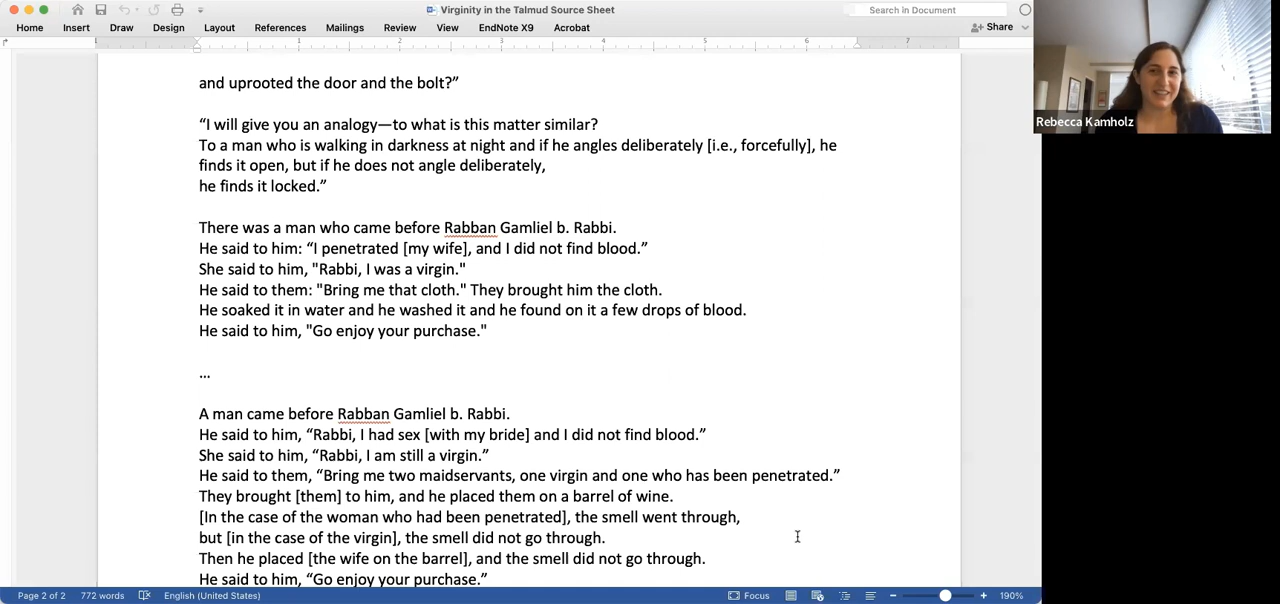 Virginity in the Talmud Source Sheet
Search in Document
Home Insert Draw Design Layout References Mailings Review View EndNote X9 Acrobat
Share
1 2 3 4 5 6 7
and uprooted the door and the bolt?”
“I will give you an analogy—to what is this matter similar?
To a man who is walking in darkness at night and if he angles deliberately [i.e., forcefully], he
finds it open, but if he does not angle deliberately,
he finds it locked.”
There was a man who came before Rabban Gamliel b. Rabbi.
He said to him: “I penetrated [my wife], and I did not find blood.”
She said to him, "Rabbi, I was a virgin."
He said to them: "Bring me that cloth." They brought him the cloth.
He soaked it in water and he washed it and he found on it a few drops of blood.
He said to him, "Go enjoy your purchase."
...
A man came before Rabban Gamliel b. Rabbi.
He said to him, “Rabbi, I had sex [with my bride] and I did not find blood.”
She said to him, “Rabbi, I am still a virgin.”
He said to them, “Bring me two maidservants, one virgin and one who has been penetrated.”
They brought [them] to him, and he placed them on a barrel of wine.
[In the case of the woman who had been penetrated], the smell went through,
but [in the case of the virgin], the smell did not go through.
Then he placed [the wife on the barrel], and the smell did not go through.
He said to him, “Go enjoy your purchase.”
Page 2 of 2 772 words English (United States) Focus 190%
Rebecca Kamholz